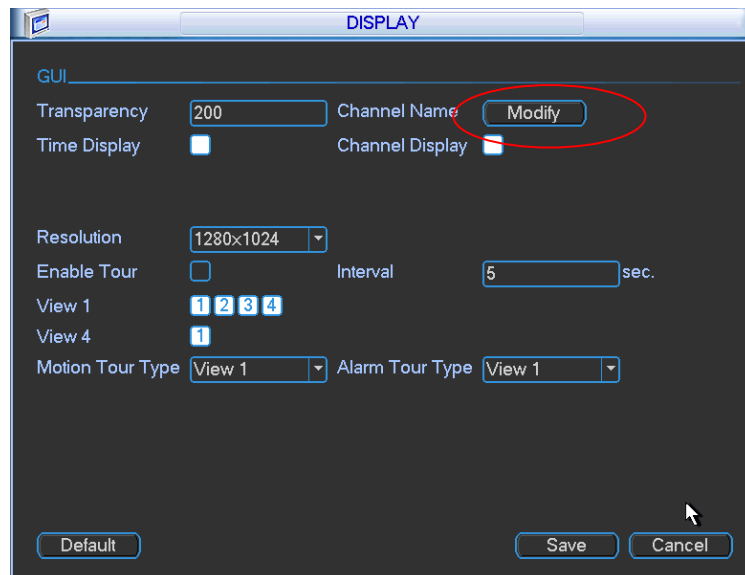 DISPLAY
GUI
Transparency 200 Channel Name Modify
Time Display Channel Display
Resolution 1280×1024
Enable Tour Interval 5 sec.
View 1 1 2 3 4
View 4 1
Motion Tour Type View 1 Alarm Tour Type View 1
Default Save Cancel